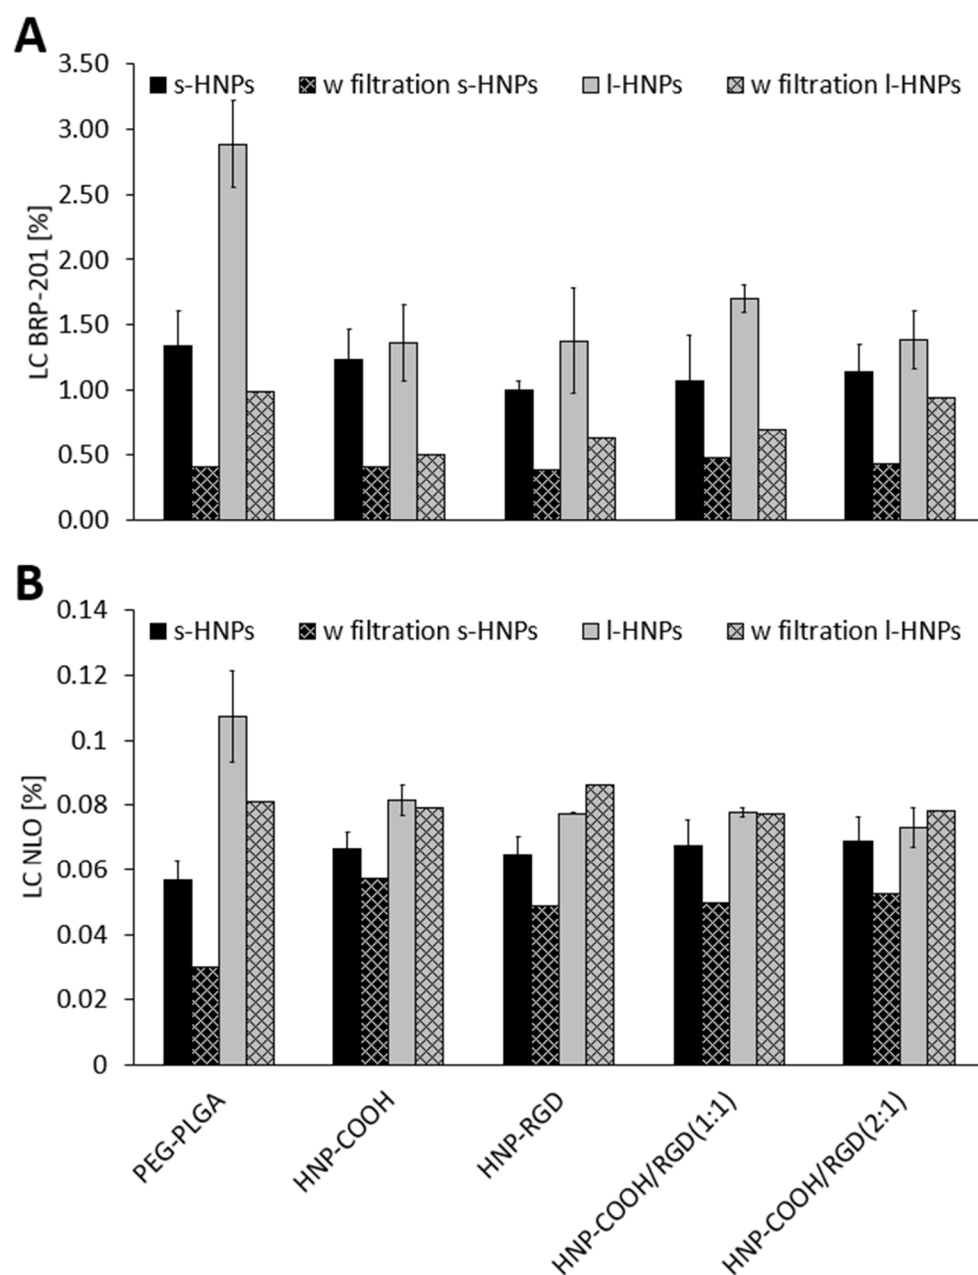 A
3.50
s-HNPs w filtration s-HNPs l-HNPs w filtration l-HNPs
3.00
2.50
2.00
1.50
1.00
0.50
0.00
LC BRP-201 [%]
B
0.14
s-HNPs w filtration s-HNPs l-HNPs w filtration l-HNPs
0.12
0.1
0.08
0.06
0.04
0.02
0
LC NLO [%]
PEG-PLGA
HNP-COOH
HNP-RGD
HNP-COOH/RGD(1:1)
HNP-COOH/RGD(2:1)